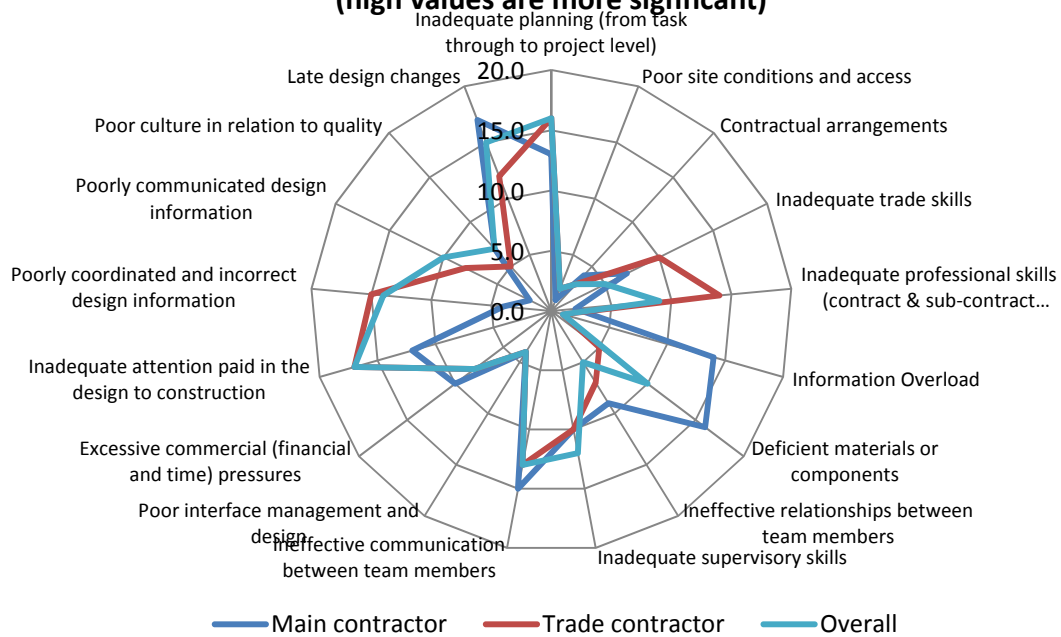 (high values are more significant)
Inadequate planning (from task
through to project level)
Poor site conditions and access
Contractual arrangements
Inadequate trade skills
Inadequate professional skills
(contract & sub-contract...
Information Overload
Deficient materials or
components
Ineffective relationships between
team members
Inadequate supervisory skills
Ineffective communication
between team members
Poor interface management and
design
Excessive commercial (financial
and time) pressures
Inadequate attention paid in the
design to construction
Poorly coordinated and incorrect
design information
Poorly communicated design
information
Poor culture in relation to quality
Late design changes
20.0
15.0
10.0
5.0
0.0
Main contractor
Trade contractor
Overall